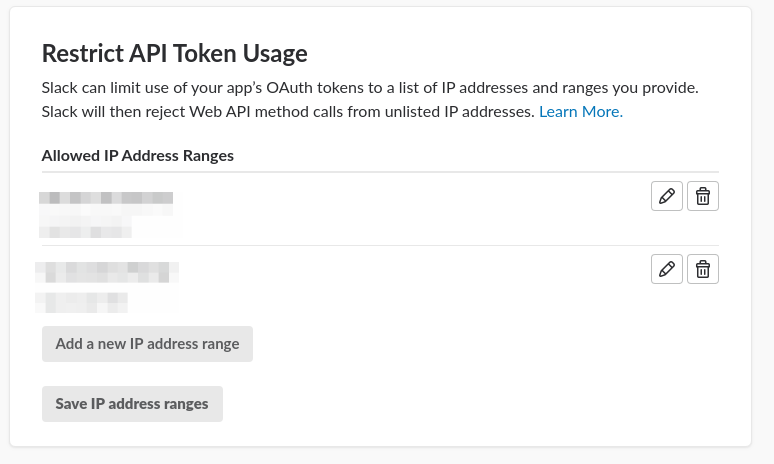 Restrict API Token Usage
Slack can limit use of your app’s OAuth tokens to a list of IP addresses and ranges you provide.
Slack will then reject Web API method calls from unlisted IP addresses. Learn More.
Allowed IP Address Ranges
Add a new IP address range
Save IP address ranges